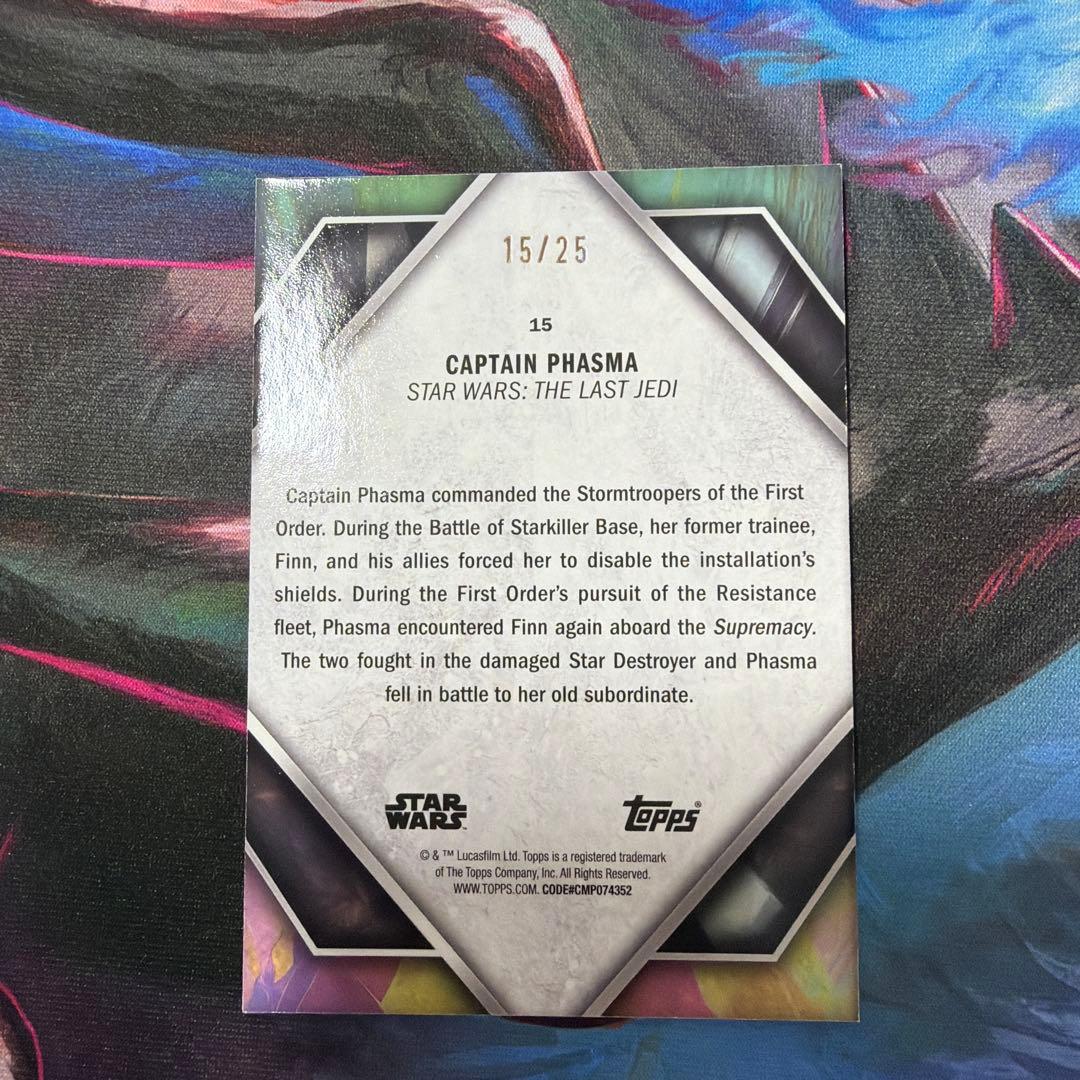 15/25
15
CAPTAIN PHASMA
STAR WARS: THE LAST JEDI
Captain Phasma commanded the Stormtroopers of the First
Order. During the Battle of Starkiller Base, her former trainee,
Finn, and his allies forced her to disable the installation's
shields. During the First Order's pursuit of the Resistance
fleet, Phasma encountered Finn again aboard the Supremacy.
The two fought in the damaged Star Destroyer and Phasma
fell in battle to her old subordinate.
STAR
WARS
TOPPS®
© & ™ Lucasfilm Ltd. Topps is a registered trademark
of The Topps Company, Inc. All Rights Reserved.
WWW.TOPPS.COM. CODE#CMP074352